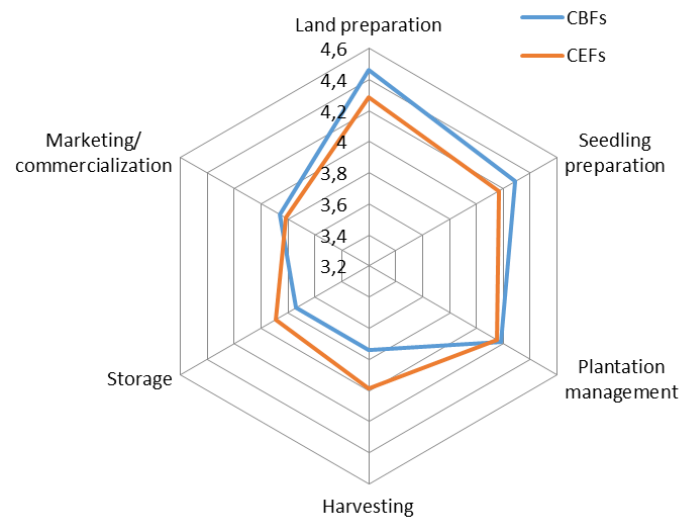 Land preparation
CBFs
CEFs
4,6
4,4
4,2
4
3,8
3,6
3,4
3,2
Marketing/
commercialization
Seedling
preparation
Storage
Plantation
management
Harvesting